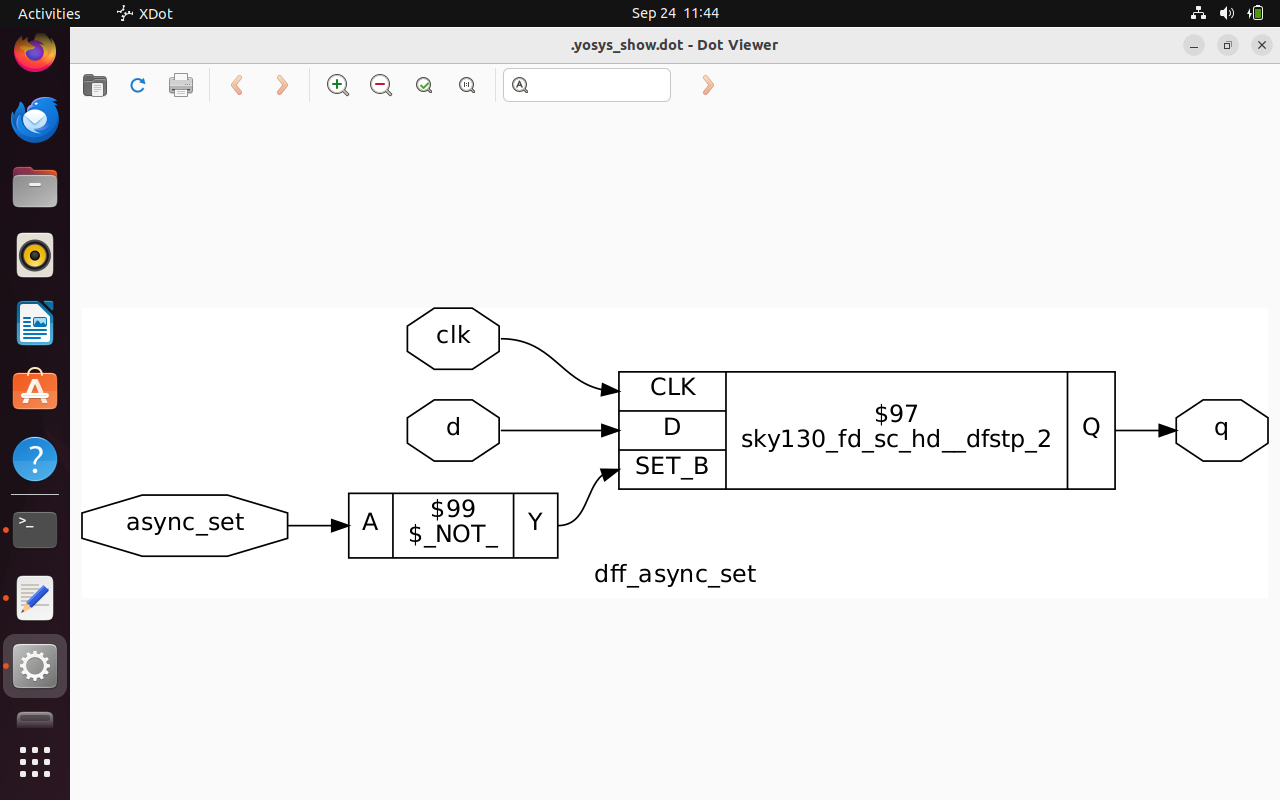 Activities
XDot
Sep 24 11:44
.yosys_show.dot - Dot Viewer
clk
d
async_set
A
$99
$_NOT_
Y
CLK
D
SET_B
$97
sky130_fd_sc_hd__dfstp_2
Q
q
dff_async_set